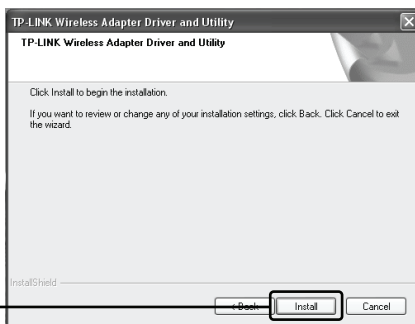 TP-LINK Wireless Adapter Driver and Utility
TP-LINK Wireless Adapter Driver and Utility
Click Install to begin the installation.
If you want to review or change any of your installation settings, click Back. Click Cancel to exit
the wizard.
InstallShield
< Back Install Cancel